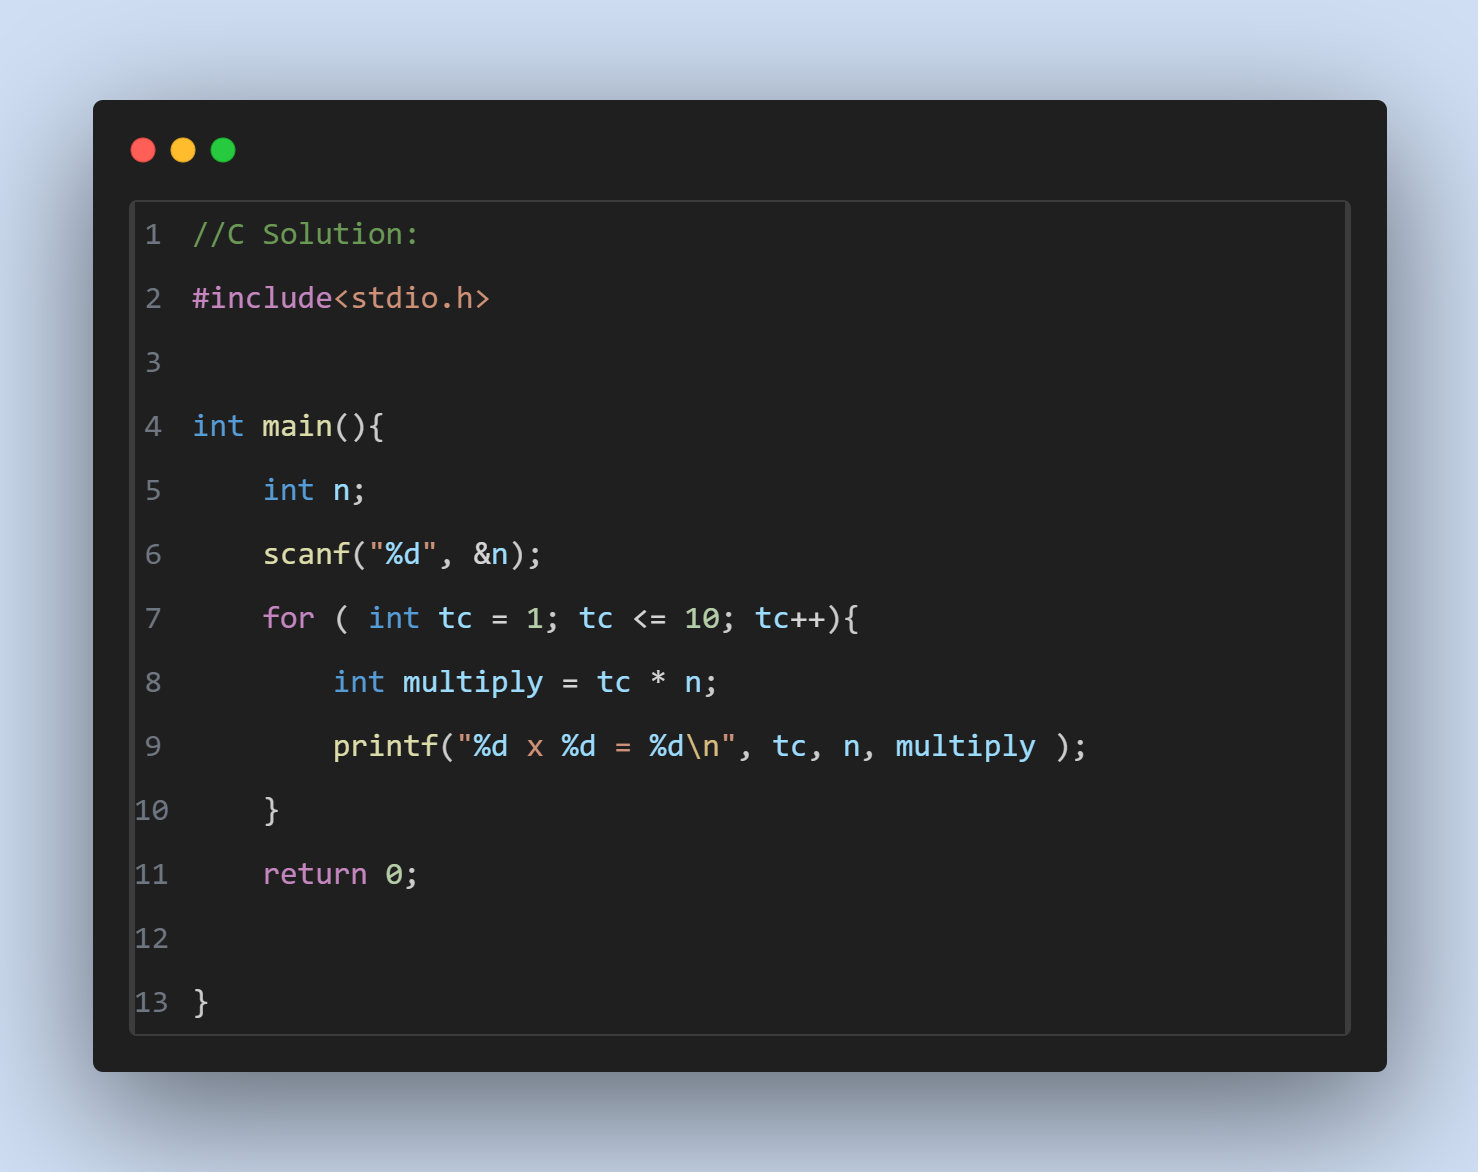 1 //C Solution:
2 #include<stdio.h>
3
4 int main(){
5     int n;
6     scanf("%d", &n);
7     for ( int tc = 1; tc <= 10; tc++){
8         int multiply = tc * n;
9         printf("%d x %d = %d\n", tc, n, multiply );
10     }
11     return 0;
12
13 }